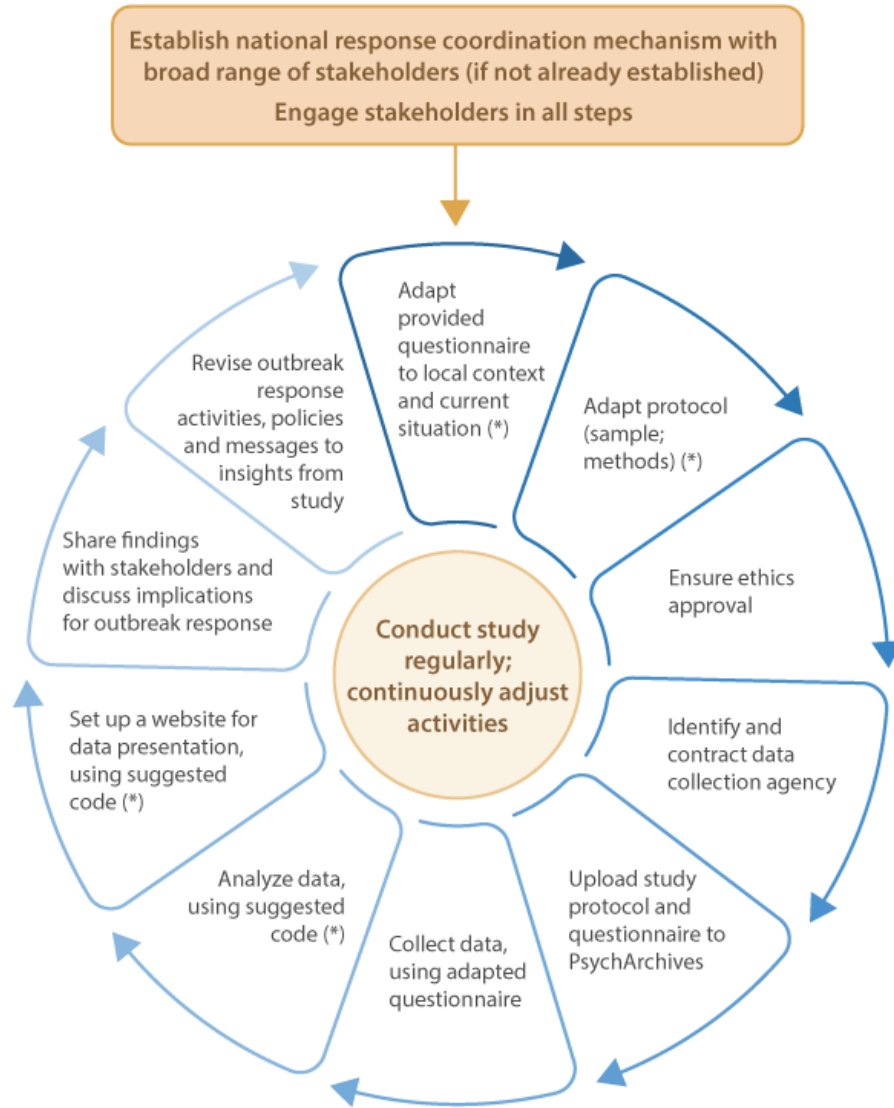 Establish national response coordination mechanism with
broad range of stakeholders (if not already established)
Engage stakeholders in all steps
Adapt
provided
questionnaire
to local context
and current
situation (*)
Adapt protocol
(sample;
methods) (*)
Ensure ethics
approval
Identify and
contract data
collection agency
Upload study
protocol and
questionnaire to
PsychArchives
Collect data,
using adapted
questionnaire
Analyze data,
using suggested
code (*)
Set up a website for
data presentation,
using suggested
code (*)
Share findings
with stakeholders and
discuss implications
for outbreak response
Revise outbreak
response
activities, policies
and messages to
insights from
study
Conduct study
regularly;
continuously adjust
activities